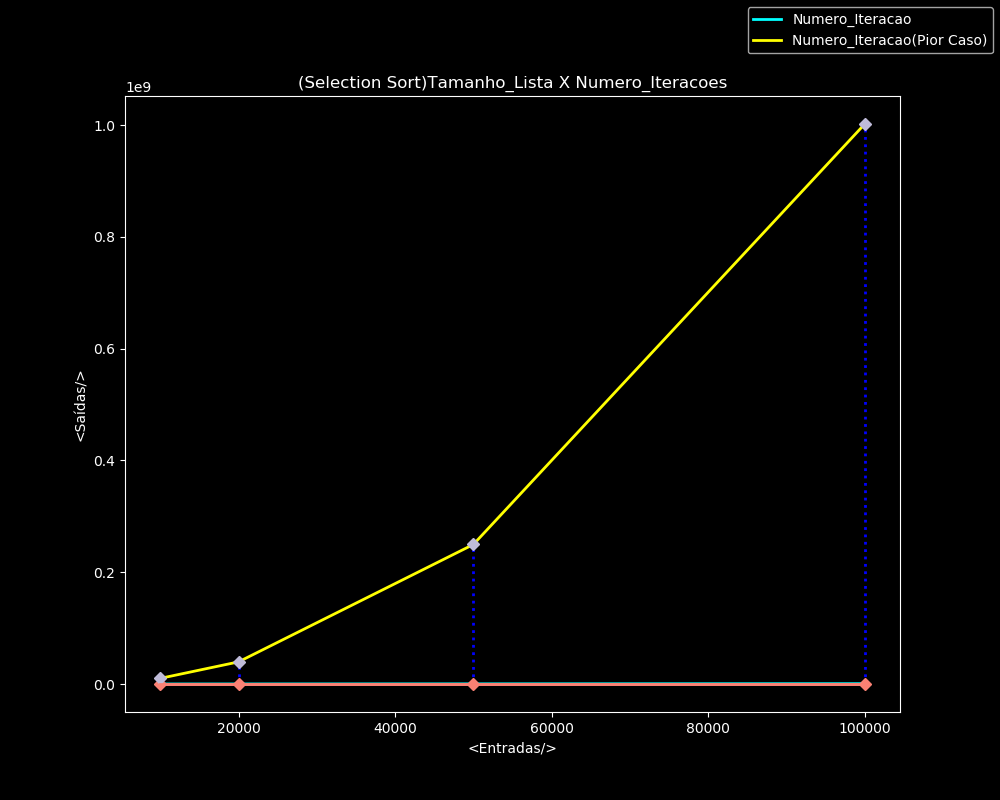 Numero_Iteracao
Numero_Iteracao(Pior Caso)
(Selection Sort)Tamanho_Lista X Numero_Iteracoes
1e9
1.0
0.8
0.6
0.4
0.2
0.0
<Saídas/>
20000 40000 60000 80000 100000
<Entradas/>